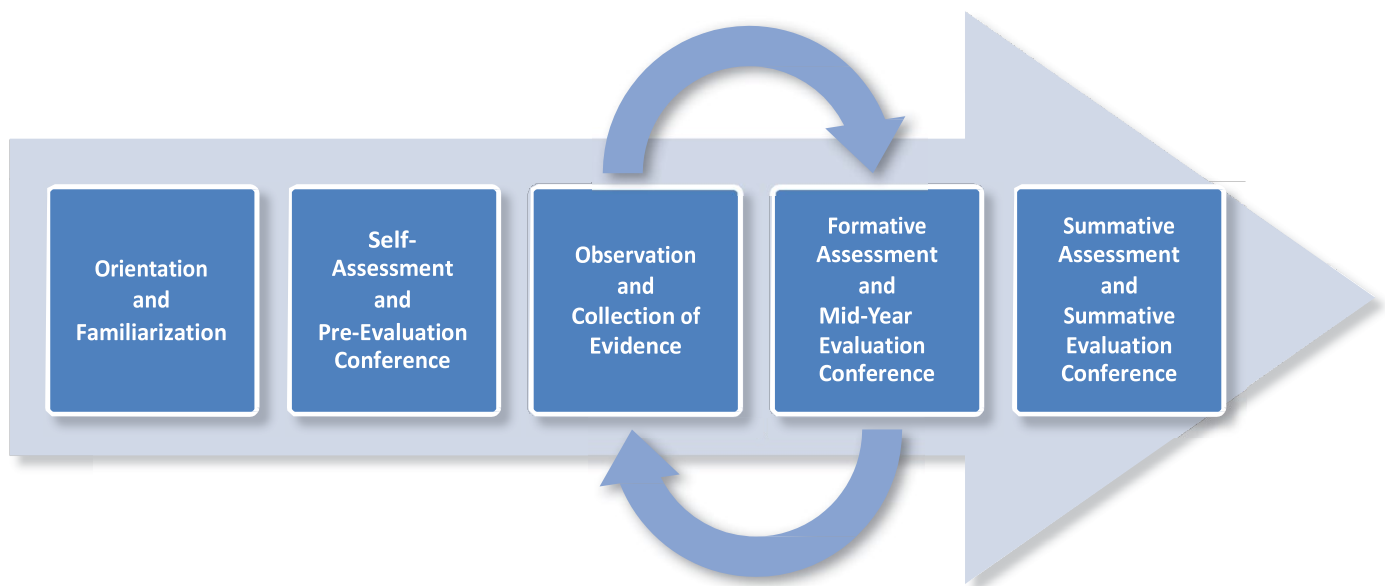 Orientation
and
Familiarization
Self-
Assessment
and
Pre-Evaluation
Conference
Observation
and
Collection of
Evidence
Formative
Assessment
and
Mid-Year
Evaluation
Conference
Summative
Assessment
and
Summative
Evaluation
Conference